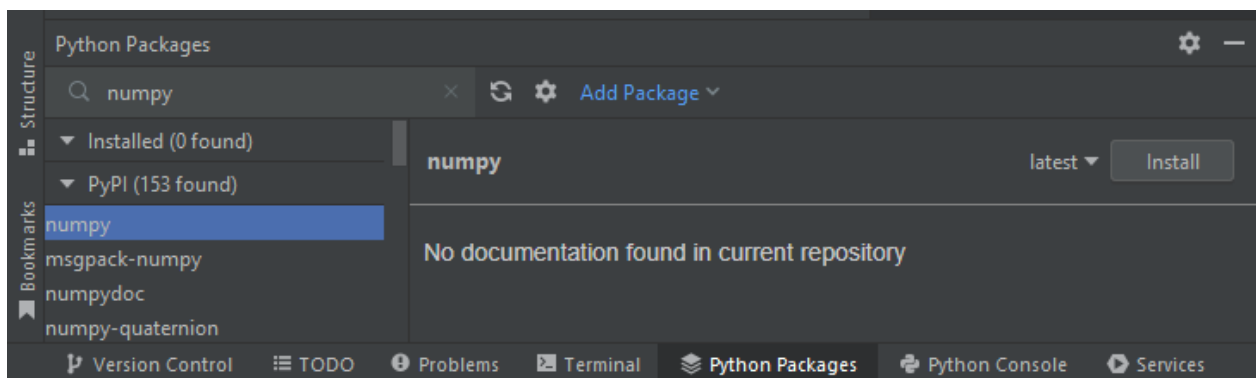 Python Packages
numpy
Add Package
Installed (0 found)
PyPI (153 found)
numpy
msgpack-numpy
numpydoc
numpy-quaternion
numpy
latest
Install
No documentation found in current repository
Structure
Bookmarks
Version Control
TODO
Problems
Terminal
Python Packages
Python Console
Services